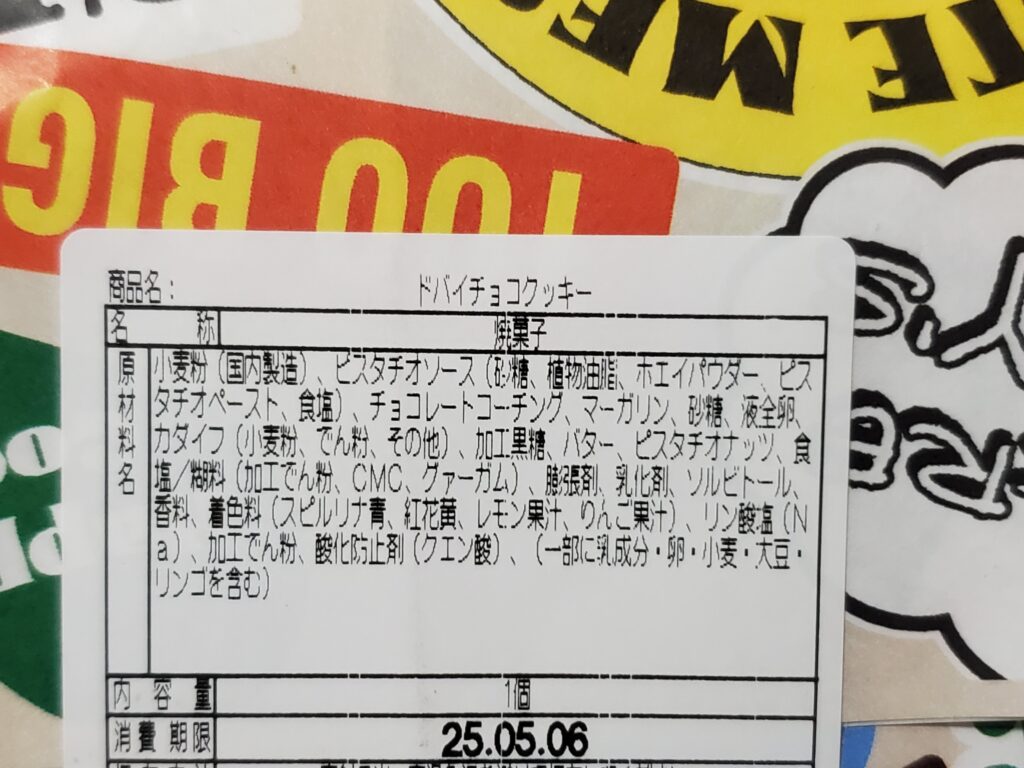 TE ME
TOO BIG
Y'S
RB
商品名： ドバイチョコクッキー
名称 焼菓子
原材料名 小麦粉（国内製造）、ピスタチオソース（砂糖、植物油脂、ホエイパウダー、ピス
タチオペースト、食塩）、チョコレートコーチング、マーガリン、砂糖、液全卵、
カダイフ（小麦粉、でん粉、その他）、加工黒糖、バター、ピスタチオナッツ、食
塩／糊料（加工でん粉、CMC、グァーガム）、膨張剤、乳化剤、ソルビトール、
香料、着色料（スピルリナ青、紅花黄、レモン果汁、りんご果汁）、リン酸塩（N
a）、加工でん粉、酸化防止剤（クエン酸）、（一部に乳成分・卵・小麦・大豆・
リンゴを含む）
内容量 1個
消費期限 25.05.06